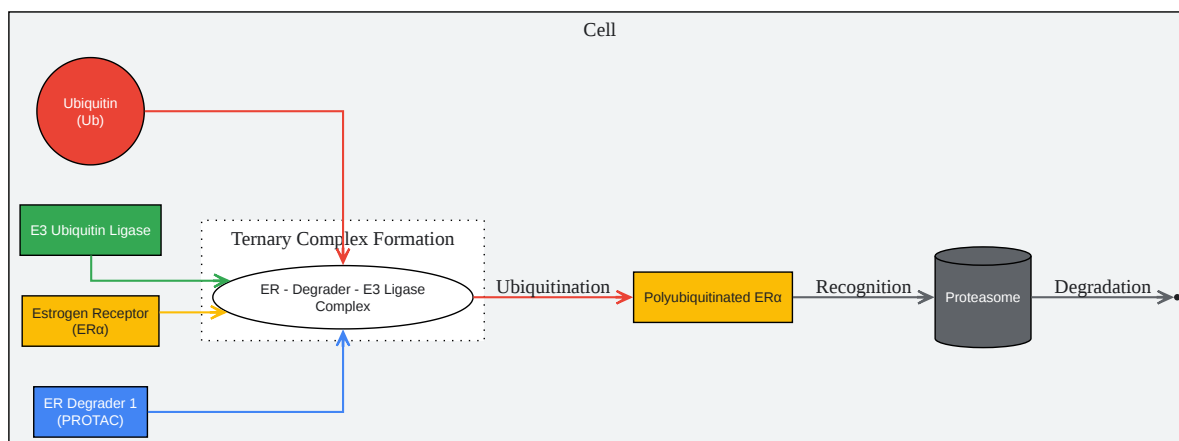 Cell
Ubiquitin
(Ub)
E3 Ubiquitin Ligase
Ternary Complex Formation
ER - Degrader - E3 Ligase
Complex
Estrogen Receptor
(ERα)
ER Degrader 1
(PROTAC)
Ubiquitination
Polyubiquitinated ERα
Recognition
Proteasome
Degradation